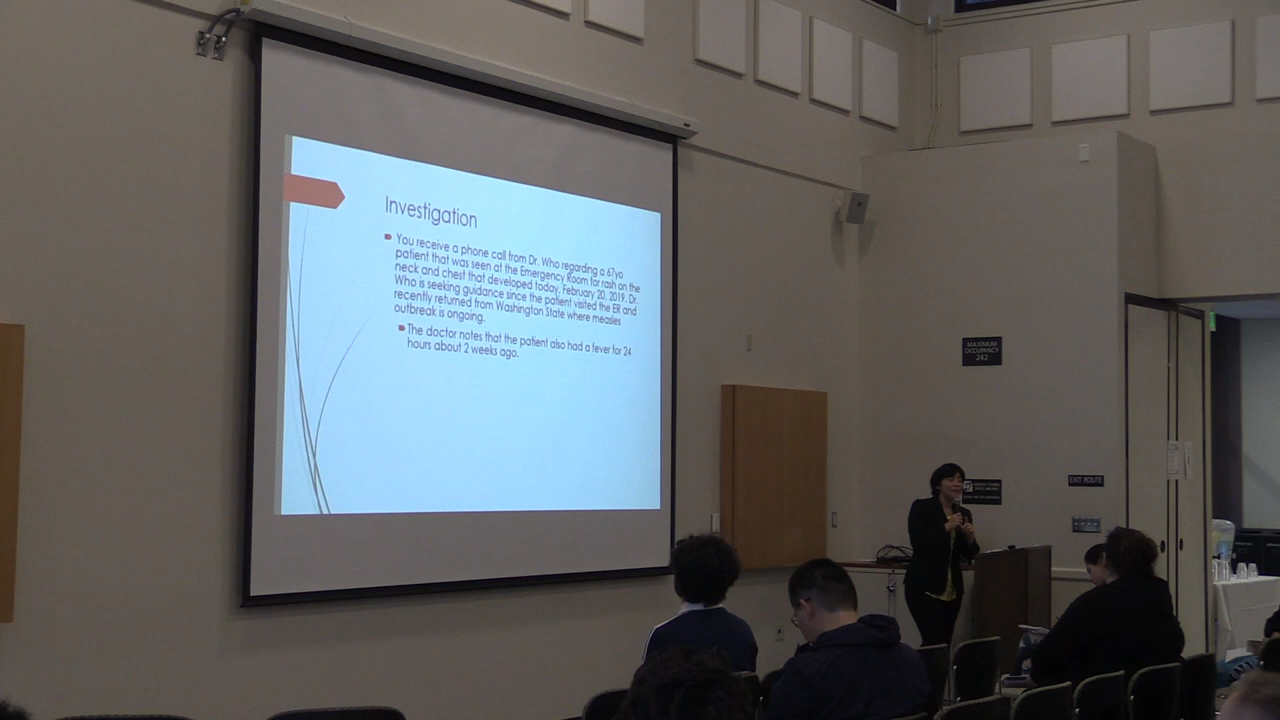 Investigation
You receive a phone call from Dr. Who regarding a 67yo
patient that was seen at the Emergency Room for rash on the
neck and chest that developed today, February 20, 2019. Dr.
Who is seeking guidance since the patient visited the ER and
recently returned from Washington State where measles
outbreak is ongoing.
The doctor notes that the patient also had a fever for 24
hours about 2 weeks ago.
MAXIMUM
OCCUPANCY
242
EXIT ROUTE